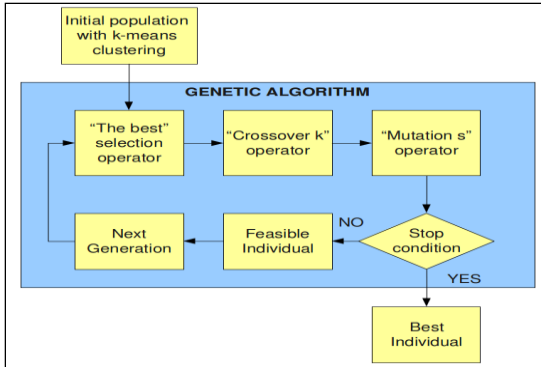 Initial population
with k-means
clustering
GENETIC ALGORITHM
“The best”
selection
operator
“Crossover k”
operator
“Mutation s”
operator
Next
Generation
Feasible
Individual
NO
Stop
condition
YES
Best
Individual